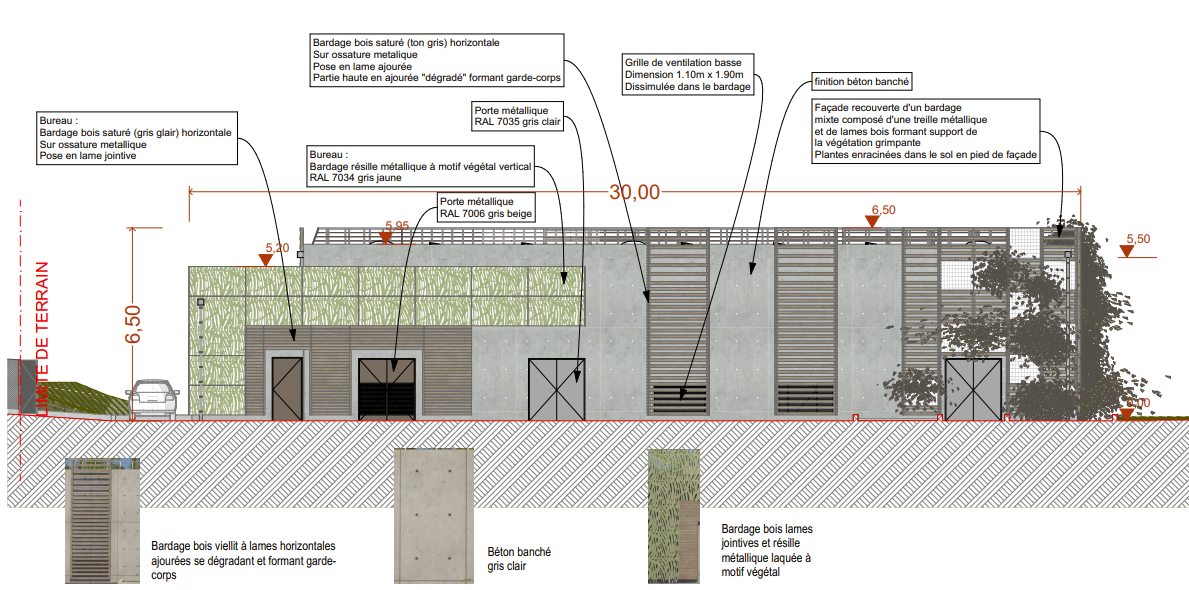 Bardage bois saturé (ton gris) horizontale
Sur ossature metalique
Pose en lame ajourée
Partie haute en ajourée "dégradé" formant garde-corps
Grille de ventilation basse
Dimension 1.10m x 1.90m
Dissimulée dans le bardage
finition béton banché
Porte métallique
RAL 7035 gris clair
Façade recouverte d'un bardage
mixte composé d'une treille métallique
et de lames bois formant support de
la végétation grimpante
Plantes enracinées dans le sol en pied de façade
Bureau :
Bardage bois saturé (gris glair) horizontale
Sur ossature metallique
Pose en lame jointive
Bureau :
Bardage résille métallique à motif végétal vertical
RAL 7034 gris jaune
Porte métallique
RAL 7006 gris beige
30,00
5,95
6,50
5,20
5,50
6,50
LIMITE DE TERRAIN
0,00
Bardage bois viellit à lames horizontales
ajourées se dégradant et formant garde-
corps
Béton banché
gris clair
Bardage bois lames
jointives et résille
métallique laquée à
motif végétal